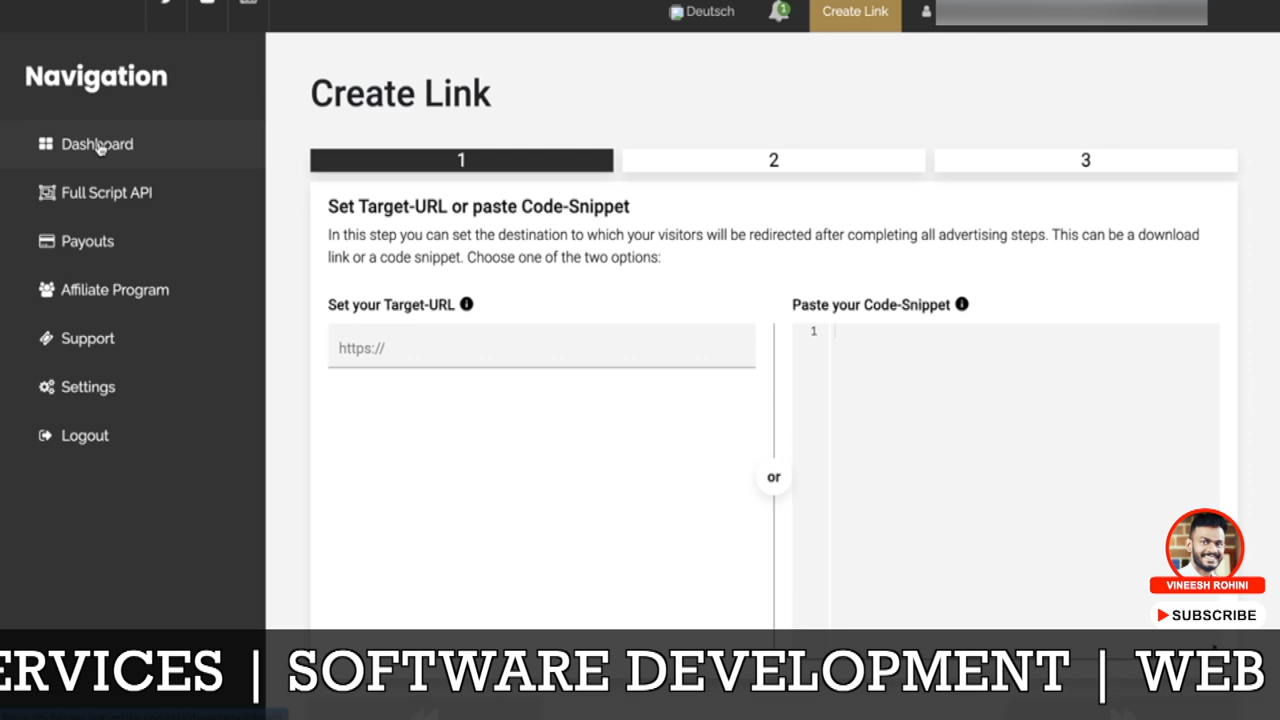 Deutsch
1
Create Link
Navigation
Dashboard
Full Script API
Payouts
Affiliate Program
Support
Settings
Logout
Create Link
1
2
3
Set Target-URL or paste Code-Snippet
In this step you can set the destination to which your visitors will be redirected after completing all advertising steps. This can be a download
link or a code snippet. Choose one of the two options:
Set your Target-URL
https://
or
Paste your Code-Snippet
1
VINEESH ROHINI
SUBSCRIBE
ERVICES | SOFTWARE DEVELOPMENT | WEB